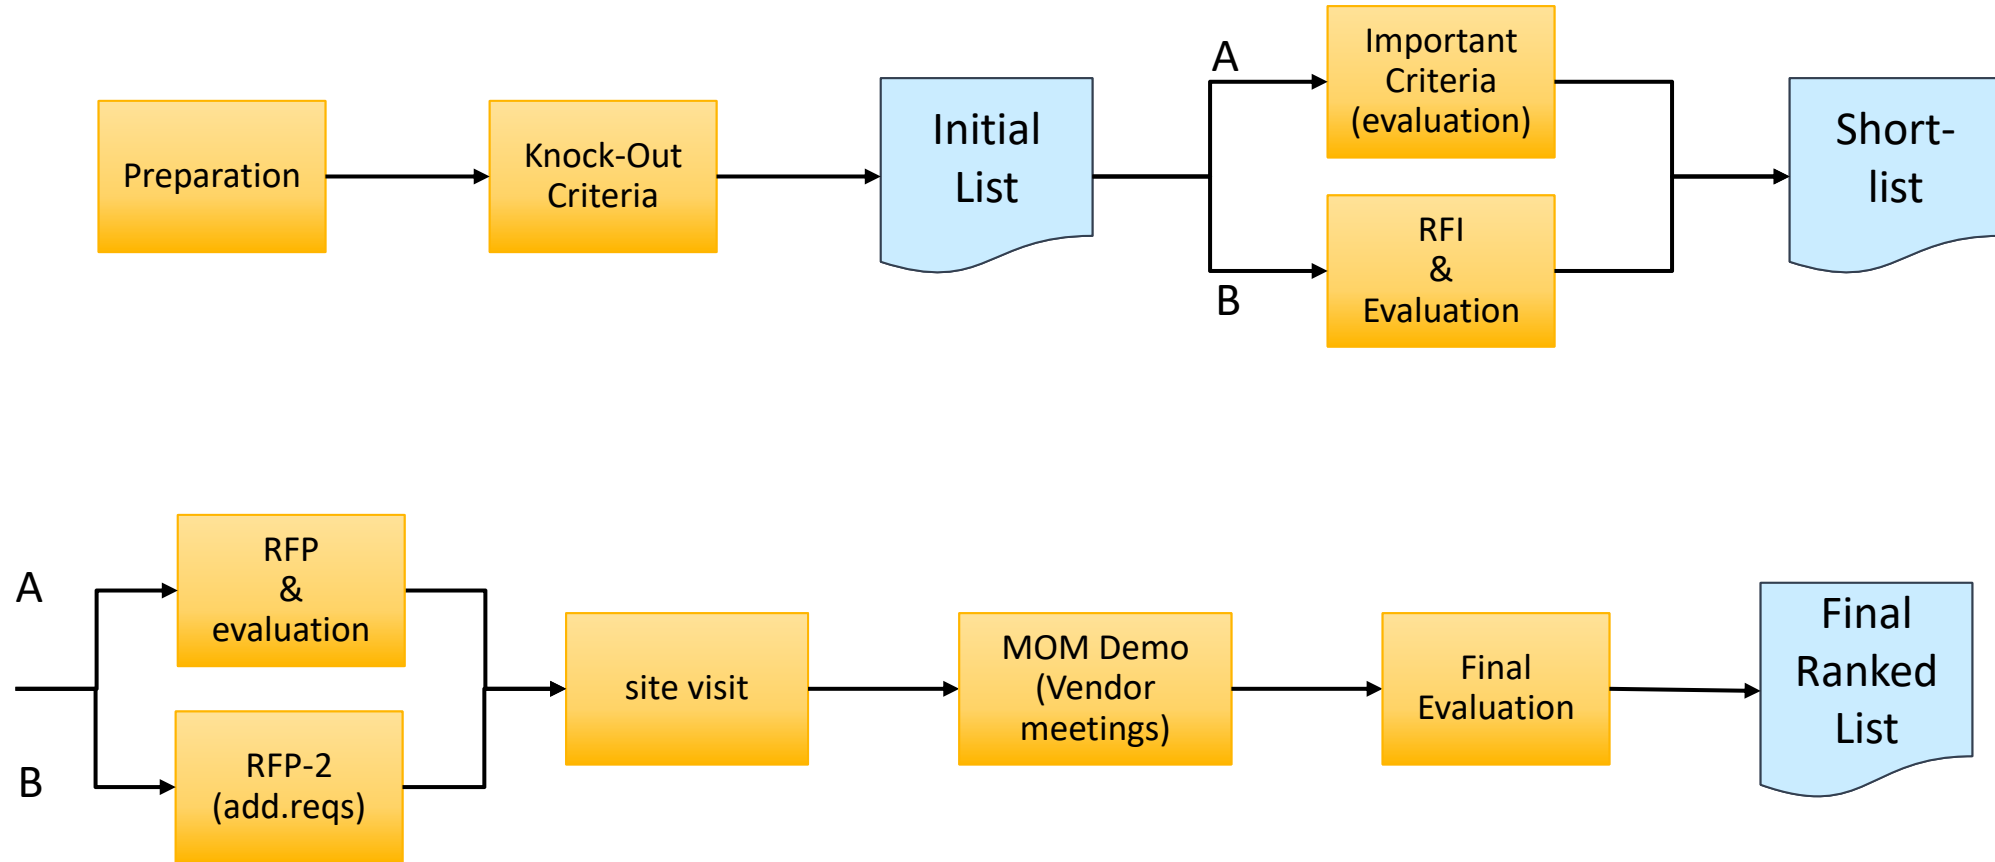 Preparation
Knock-Out
Criteria
Initial
List
A
Important
Criteria
(evaluation)
B
RFI
&
Evaluation
Short-
list
A
RFP
&
evaluation
B
RFP-2
(add.reqs)
site visit
MOM Demo
(Vendor
meetings)
Final
Evaluation
Final
Ranked
List